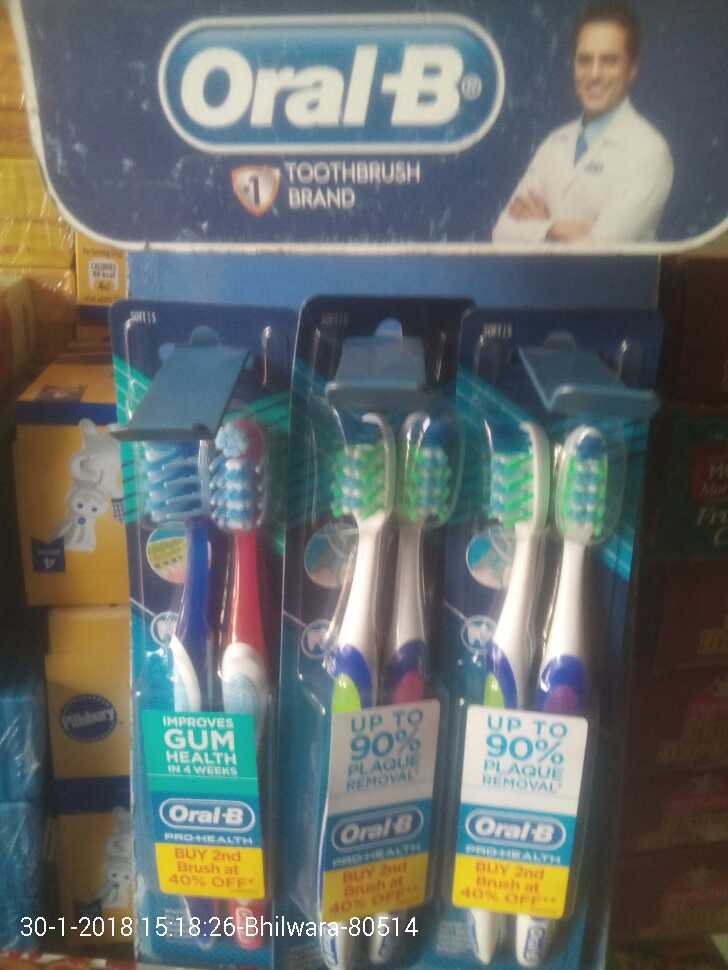 Oral-B®
#1 TOOTHBRUSH
BRAND
SOFT
SOFT
SOFT
IMPROVES
GUM
HEALTH
IN 4 WEEKS
Oral-B
PRO-HEALTH
BUY 2nd
Brush at
40% OFF*
UP TO
90%
PLAQUE
REMOVAL*
Oral-B
PRO-HEALTH
BUY 2nd
Brush at
40% OFF**
UP TO
90%
PLAQUE
REMOVAL*
Oral-B
PRO-HEALTH
BUY 2nd
Brush at
40% OFF**
Pillsbury
30-1-2018 15:18:26-Bhilwara-80514